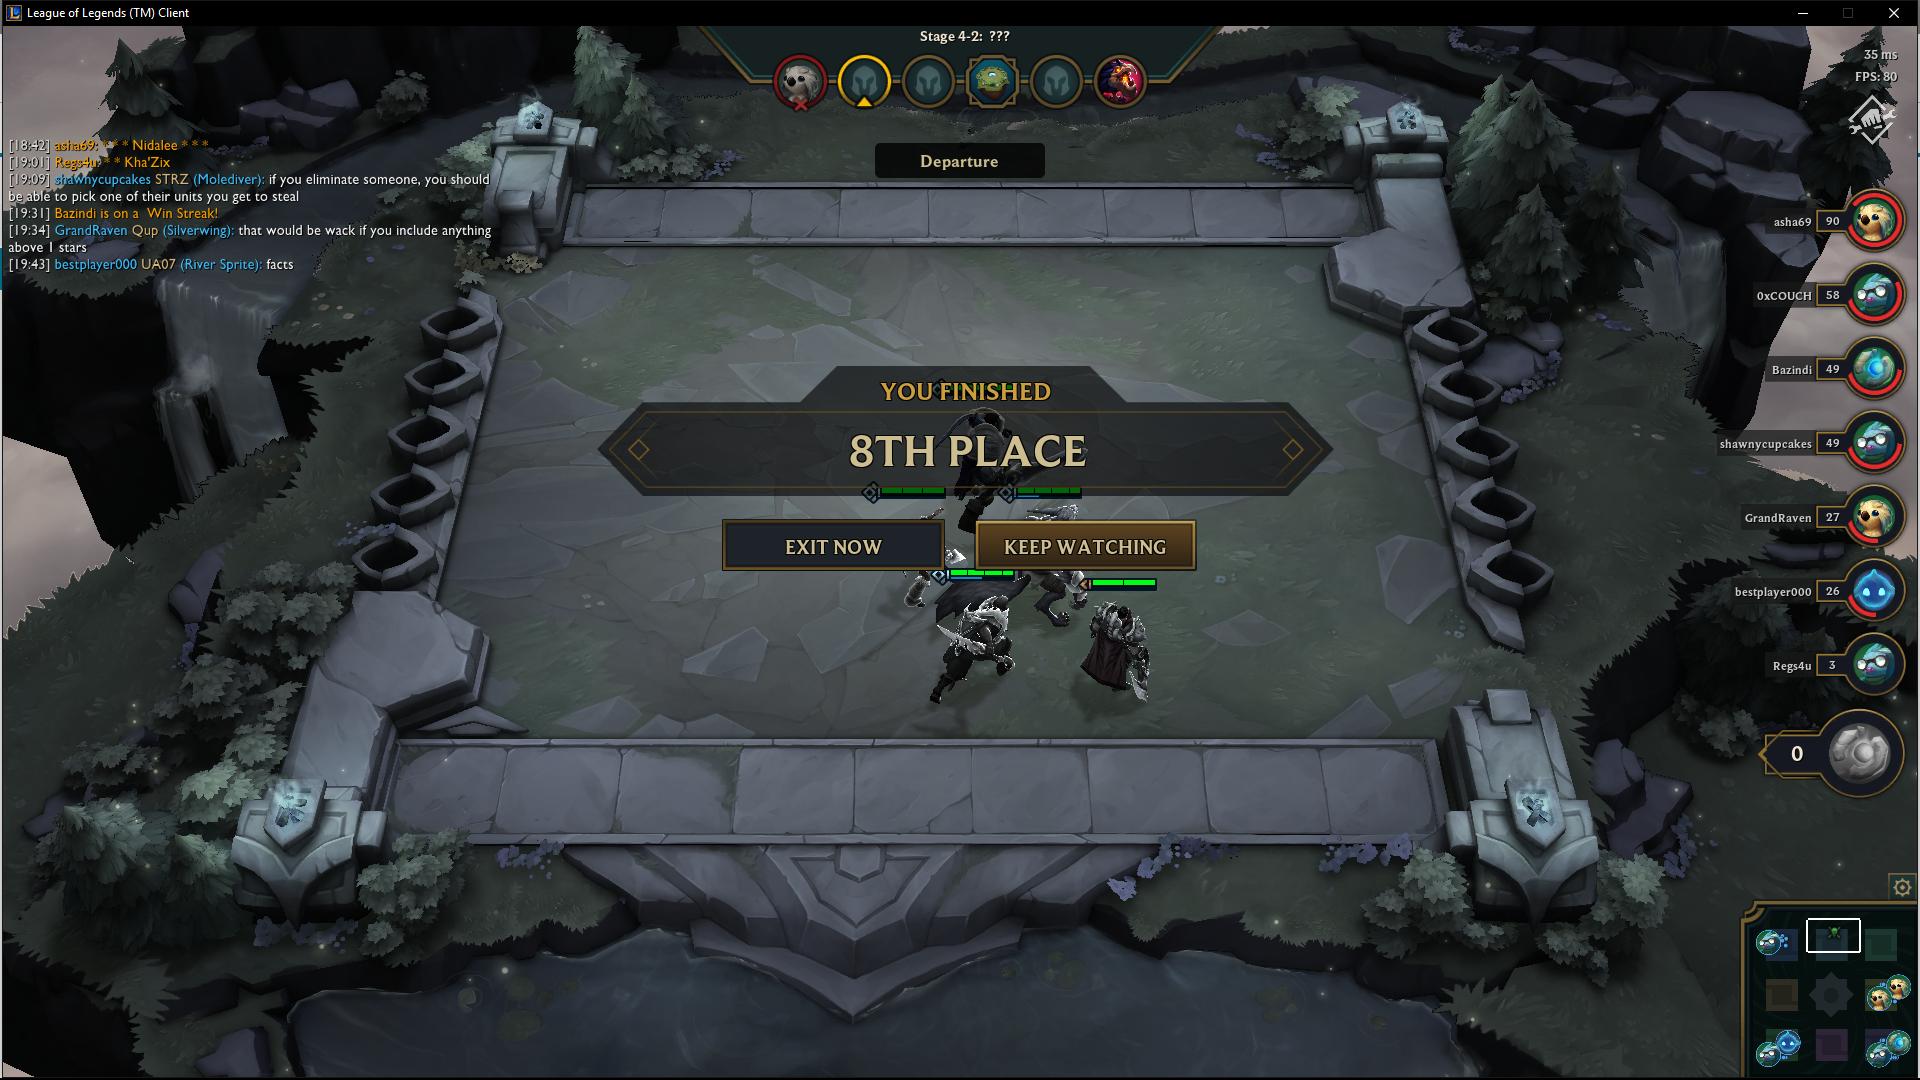 League of Legends (TM) Client
Stage 4-2: ???
35 ms
FPS: 80
Departure
[18:42] asha69: * * * Nidalee * * *
[19:01] Regs4u: * * Kha'Zix
[19:09] shawnycupcakes STRZ (Molediver): if you eliminate someone, you should
be able to pick one of their units you get to steal
[19:31] Bazindi is on a Win Streak!
[19:34] GrandRaven Qup (Silverwing): that would be wack if you include anything
above 1 stars
[19:43] bestplayer000 UA07 (River Sprite): facts
asha69 90
0xCOUCH 58
Bazindi 49
shawnycupcakes 49
GrandRaven 27
bestplayer000 26
Regs4u 3
0
YOU FINISHED
8TH PLACE
EXIT NOW
KEEP WATCHING